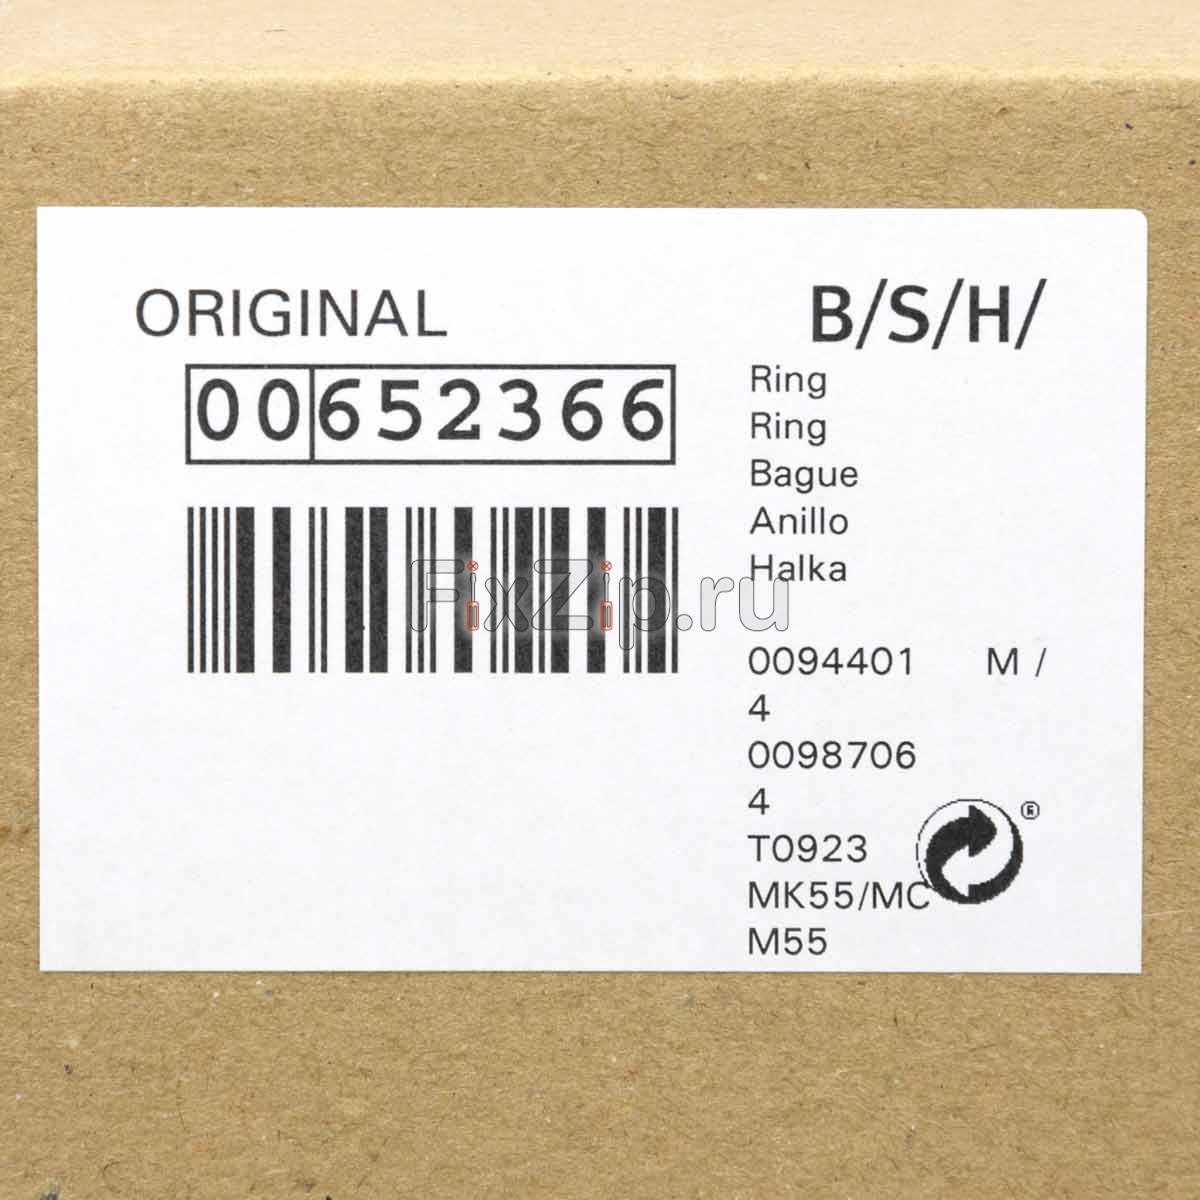 ORIGINAL
B/S/H/
00652366
Ring
Ring
Bague
Anillo
Halka
FixZip.ru
0094401 M /
4
0098706
4
T0923
MK55/MC
M55
®